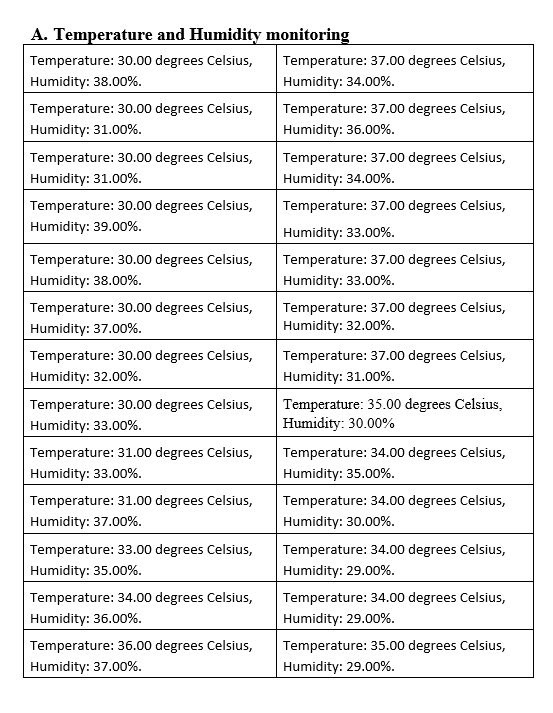 A. Temperature and Humidity monitoring
Temperature: 30.00 degrees Celsius,
Humidity: 38.00%.
Temperature: 37.00 degrees Celsius,
Humidity: 34.00%.
Temperature: 30.00 degrees Celsius,
Humidity: 31.00%.
Temperature: 37.00 degrees Celsius,
Humidity: 36.00%.
Temperature: 30.00 degrees Celsius,
Humidity: 31.00%.
Temperature: 37.00 degrees Celsius,
Humidity: 34.00%.
Temperature: 30.00 degrees Celsius,
Humidity: 39.00%.
Temperature: 37.00 degrees Celsius,
Humidity: 33.00%.
Temperature: 30.00 degrees Celsius,
Humidity: 38.00%.
Temperature: 37.00 degrees Celsius,
Humidity: 33.00%.
Temperature: 30.00 degrees Celsius,
Humidity: 37.00%.
Temperature: 37.00 degrees Celsius,
Humidity: 32.00%.
Temperature: 30.00 degrees Celsius,
Humidity: 32.00%.
Temperature: 37.00 degrees Celsius,
Humidity: 31.00%.
Temperature: 30.00 degrees Celsius,
Humidity: 33.00%.
Temperature: 35.00 degrees Celsius,
Humidity: 30.00%
Temperature: 31.00 degrees Celsius,
Humidity: 33.00%.
Temperature: 34.00 degrees Celsius,
Humidity: 35.00%.
Temperature: 31.00 degrees Celsius,
Humidity: 37.00%.
Temperature: 34.00 degrees Celsius,
Humidity: 30.00%.
Temperature: 33.00 degrees Celsius,
Humidity: 35.00%.
Temperature: 34.00 degrees Celsius,
Humidity: 29.00%.
Temperature: 34.00 degrees Celsius,
Humidity: 36.00%.
Temperature: 34.00 degrees Celsius,
Humidity: 29.00%.
Temperature: 36.00 degrees Celsius,
Humidity: 37.00%.
Temperature: 35.00 degrees Celsius,
Humidity: 29.00%.